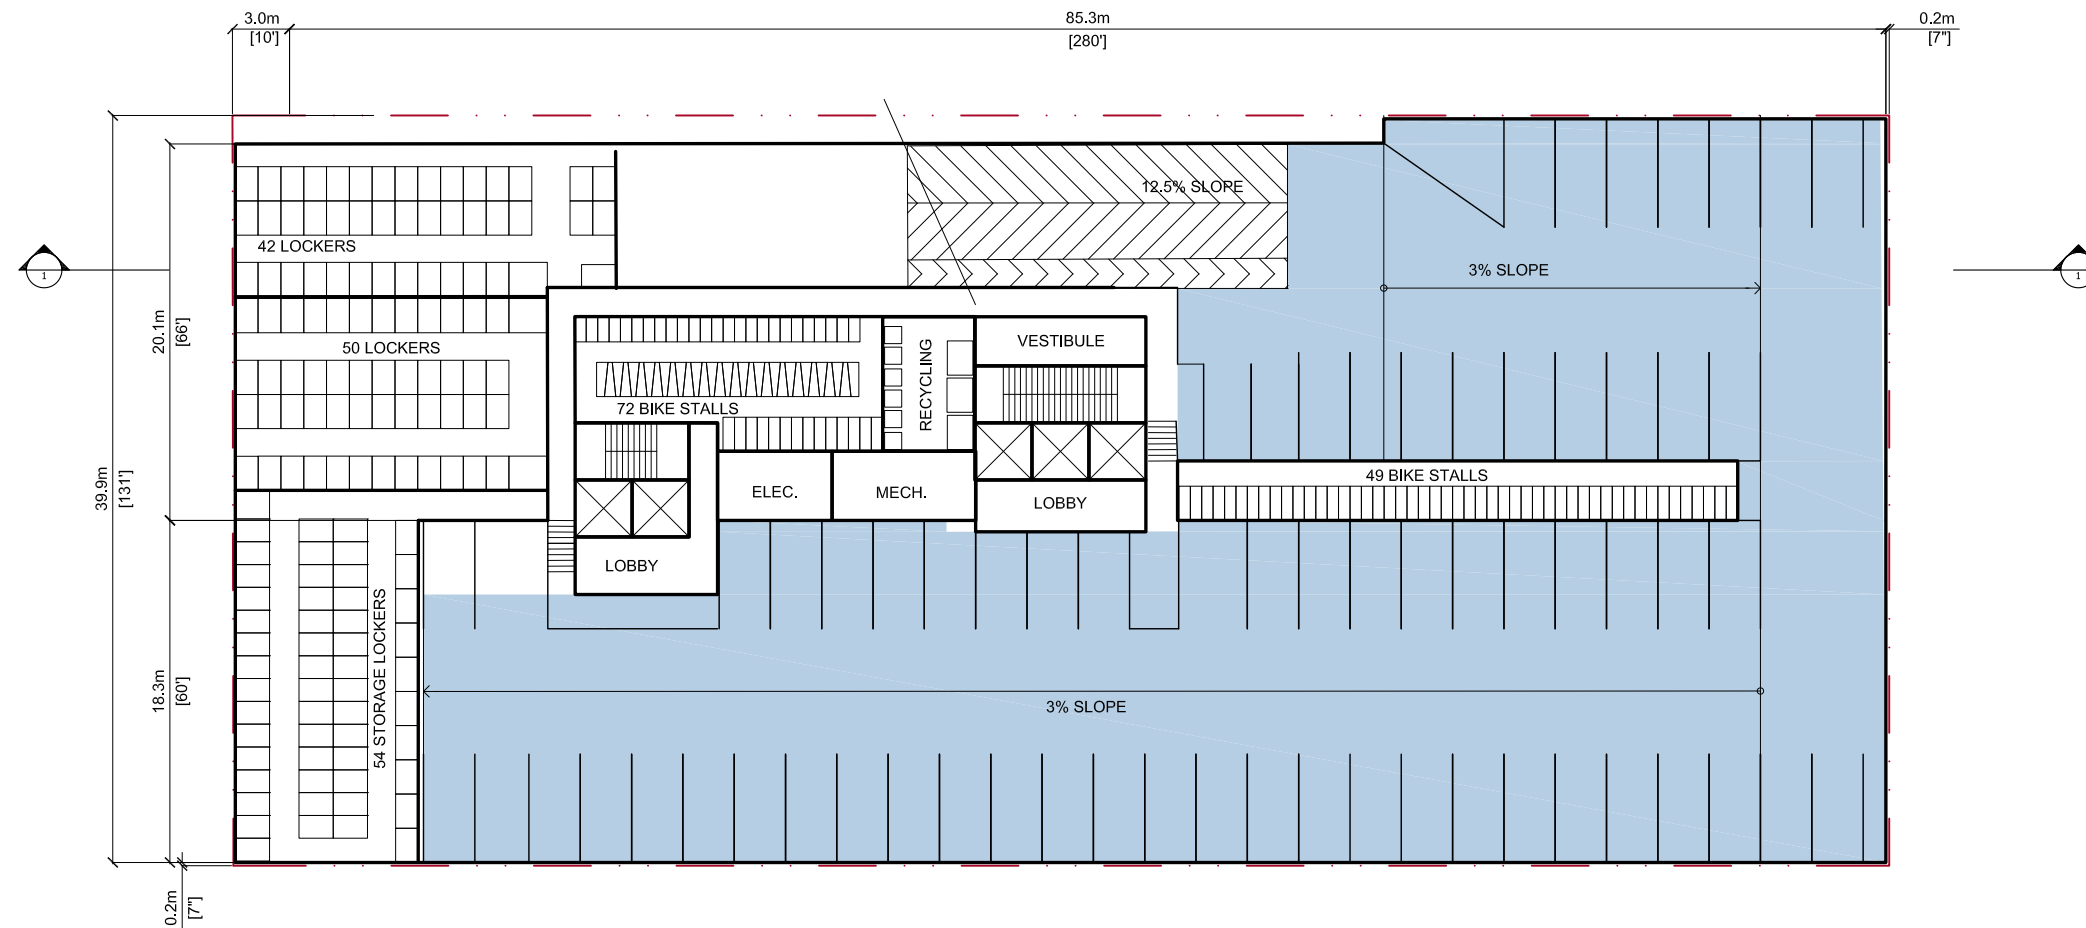 3.0m
[10']
85.3m
[280']
0.2m
[7"]
12.5% SLOPE
42 LOCKERS
3% SLOPE
1
1
20.1m
[66']
50 LOCKERS
VESTIBULE
RECYCLING
72 BIKE STALLS
39.9m
[131']
49 BIKE STALLS
ELEC.
MECH.
LOBBY
LOBBY
54 STORAGE LOCKERS
18.3m
[60']
3% SLOPE
0.2m
[7"]